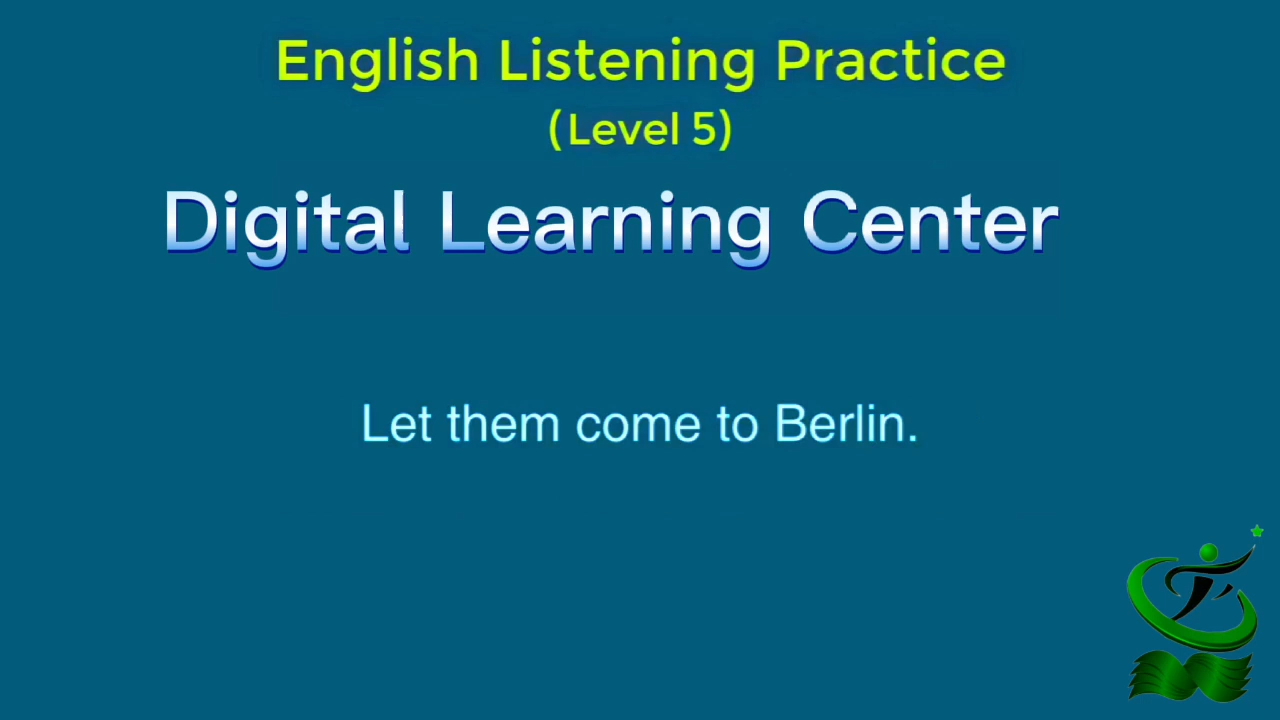 English Listening Practice
(Level 5)
Digital Learning Center
Let them come to Berlin.